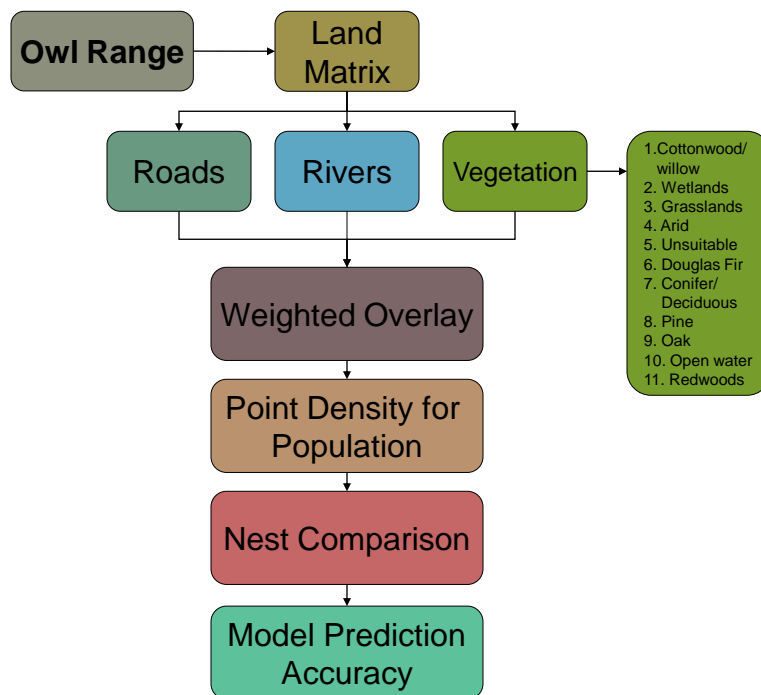 Owl Range
Land
Matrix
Roads
Rivers
Vegetation
1.Cottonwood/
willow
2. Wetlands
3. Grasslands
4. Arid
5. Unsuitable
6. Douglas Fir
7. Conifer/
Deciduous
8. Pine
9. Oak
10. Open water
11. Redwoods
Weighted Overlay
Point Density for
Population
Nest Comparison
Model Prediction
Accuracy